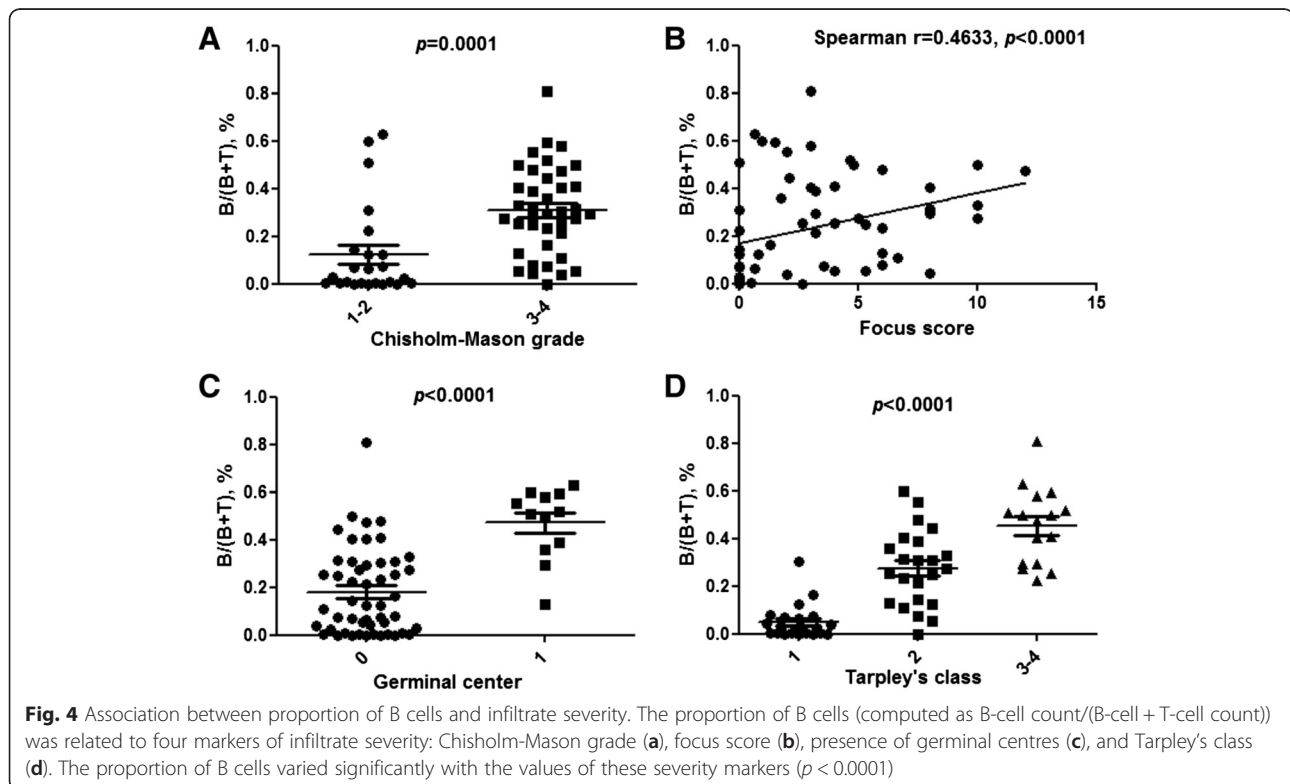 A
p=0.0001
1.0
0.8
0.6
0.4
0.2
0.0
B/(B+T), %
1-2
3-4
Chisholm-Mason grade
B
Spearman r=0.4633, p<0.0001
1.0
0.8
0.6
0.4
0.2
0.0
B/(B+T), %
0
5
10
15
Focus score
C
p<0.0001
1.0
0.8
0.6
0.4
0.2
0.0
B/(B+T), %
0
1
Germinal center
D
p<0.0001
1.0
0.8
0.6
0.4
0.2
0.0
B/(B+T), %
1
2
3-4
Tarpley's class
Fig. 4 Association between proportion of B cells and infiltrate severity. The proportion of B cells (computed as B-cell count/(B-cell + T-cell count))
was related to four markers of infiltrate severity: Chisholm-Mason grade (a), focus score (b), presence of germinal centres (c), and Tarpley's class
(d). The proportion of B cells varied significantly with the values of these severity markers (p < 0.0001)